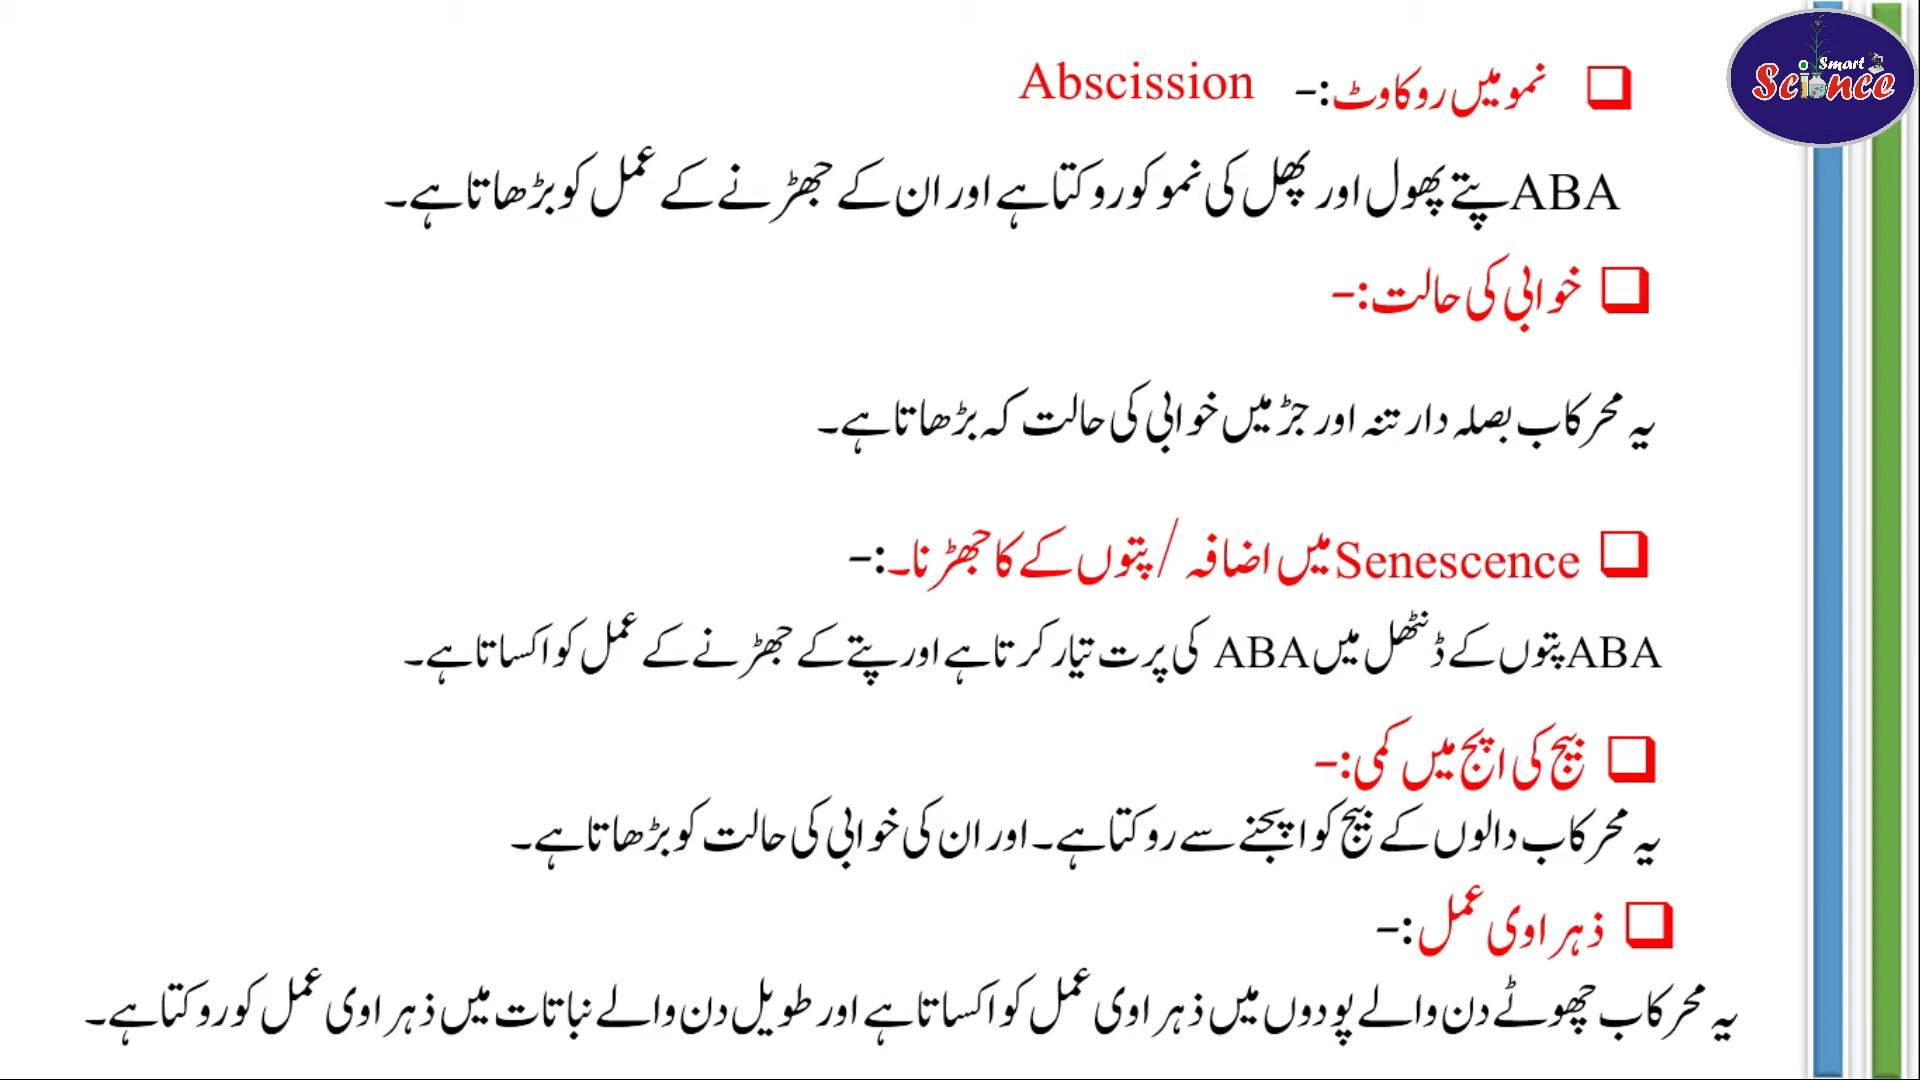 Smart
Science
نمو میں روکاوٹ:- Abscission
ABA پتے پھول اور پھل کی نمو کو روکتا ہے اور ان کے جھڑنے کے عمل کو بڑھاتا ہے۔
خوابی کی حالت:-
یہ محرکاب بصلہ دار تنہ اور جڑ میں خوابی کی حالت کہ بڑھاتا ہے۔
Senescence میں اضافہ / پتوں کے کا جھڑنا۔:-
ABA پتوں کے ڈنٹھل میں ABA کی پرت تیار کرتا ہے اور پتے کے جھڑنے کے عمل کو اکساتا ہے۔
بیج کی اپج میں کمی:-
یہ محرکاب دالوں کے بیج کو اپجنے سے روکتا ہے۔ اور ان کی خوابی کی حالت کو بڑھاتا ہے۔
ذہراوی عمل:-
یہ محرکاب چھوٹے دن والے پودوں میں ذہراوی عمل کو اکساتا ہے اور طویل دن والے نباتات میں ذہراوی عمل کو روکتا ہے۔